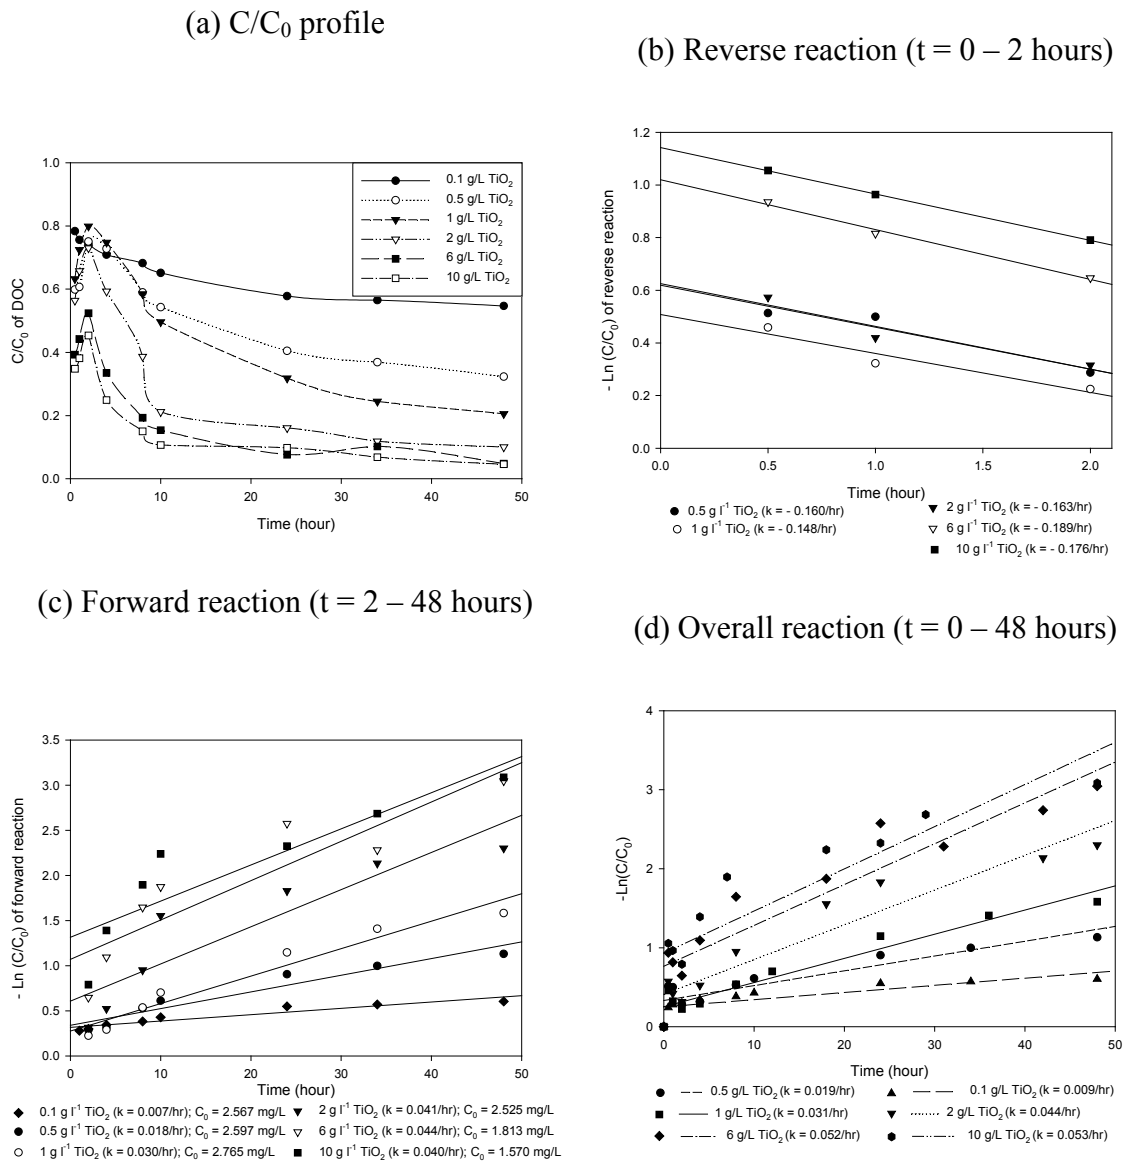 (a) C/C₀ profile
1.0
0.8
0.6
0.4
0.2
0.0
C/C₀ of DOC
0.1 g/L TiO₂
0.5 g/L TiO₂
1 g/L TiO₂
2 g/L TiO₂
6 g/L TiO₂
10 g/L TiO₂
0 10 20 30 40 50
Time (hour)
(b) Reverse reaction (t = 0 – 2 hours)
1.2
1.0
0.8
0.6
0.4
0.2
0.0
- Ln (C/C₀) of reverse reaction
0.0 0.5 1.0 1.5 2.0
Time (hour)
0.5 g l⁻¹ TiO₂ (k = - 0.160/hr)
1 g l⁻¹ TiO₂ (k = - 0.148/hr)
2 g l⁻¹ TiO₂ (k = - 0.163/hr)
6 g l⁻¹ TiO₂ (k = - 0.189/hr)
10 g l⁻¹ TiO₂ (k = - 0.176/hr)
(c) Forward reaction (t = 2 – 48 hours)
3.5
3.0
2.5
2.0
1.5
1.0
0.5
0.0
- Ln (C/C₀) of forward reaction
0 10 20 30 40 50
Time (hour)
0.1 g l⁻¹ TiO₂ (k = 0.007/hr); C₀ = 2.567 mg/L
0.5 g l⁻¹ TiO₂ (k = 0.018/hr); C₀ = 2.597 mg/L
1 g l⁻¹ TiO₂ (k = 0.030/hr); C₀ = 2.765 mg/L
2 g l⁻¹ TiO₂ (k = 0.041/hr); C₀ = 2.525 mg/L
6 g l⁻¹ TiO₂ (k = 0.044/hr); C₀ = 1.813 mg/L
10 g l⁻¹ TiO₂ (k = 0.040/hr); C₀ = 1.570 mg/L
(d) Overall reaction (t = 0 – 48 hours)
4
3
2
1
0
-Ln(C/C₀)
0 10 20 30 40 50
Time (hour)
0.5 g/L TiO₂ (k = 0.019/hr)
1 g/L TiO₂ (k = 0.031/hr)
6 g/L TiO₂ (k = 0.052/hr)
0.1 g/L TiO₂ (k = 0.009/hr)
2 g/L TiO₂ (k = 0.044/hr)
10 g/L TiO₂ (k = 0.053/hr)